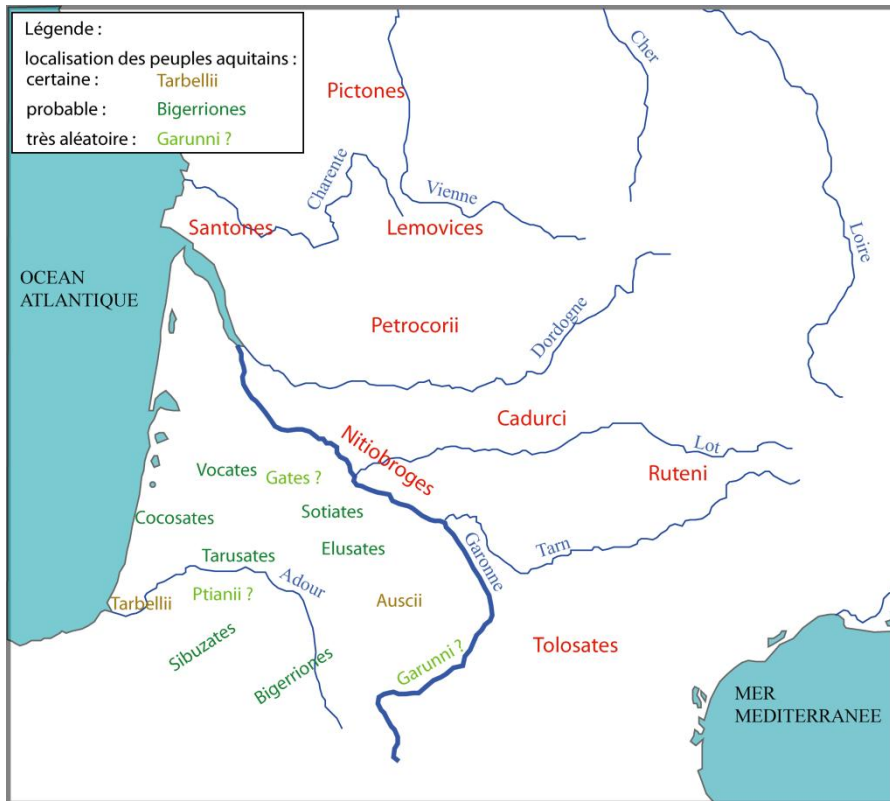 Légende :
localisation des peuples aquitains :
certaine : Tarbellii
probable : Bigerriones
très aléatoire : Garunni ?
Pictones
Cher
Charente
Vienne
Santones
Lemovices
Loire
OCEAN
ATLANTIQUE
Petrocorii
Dordogne
Cadurci
Nitiobroges
Lot
Vocates
Gates ?
Ruteni
Cocosates
Sotiates
Tarusates
Elusates
Garonne
Tarn
Adour
Tarbellii
Ptianii ?
Auscii
Sibuzates
Bigerriones
Garunni ?
Tolosates
MER
MEDITERRANEE